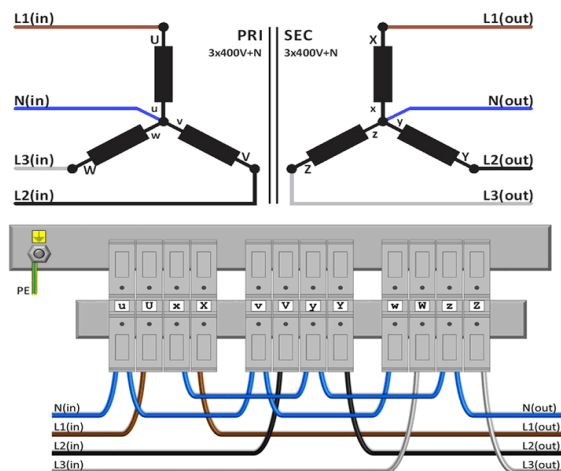 L1(in)
L1(out)
U
PRI
SEC
X
3x400V+N
3x400V+N
N(in)
N(out)
u
x
w
v
z
y
L3(in)
L2(out)
W
V
Z
Y
L2(in)
L3(out)
PE
u U x X v V y Y w W z Z
N(in)
N(out)
L1(in)
L1(out)
L2(in)
L2(out)
L3(in)
L3(out)